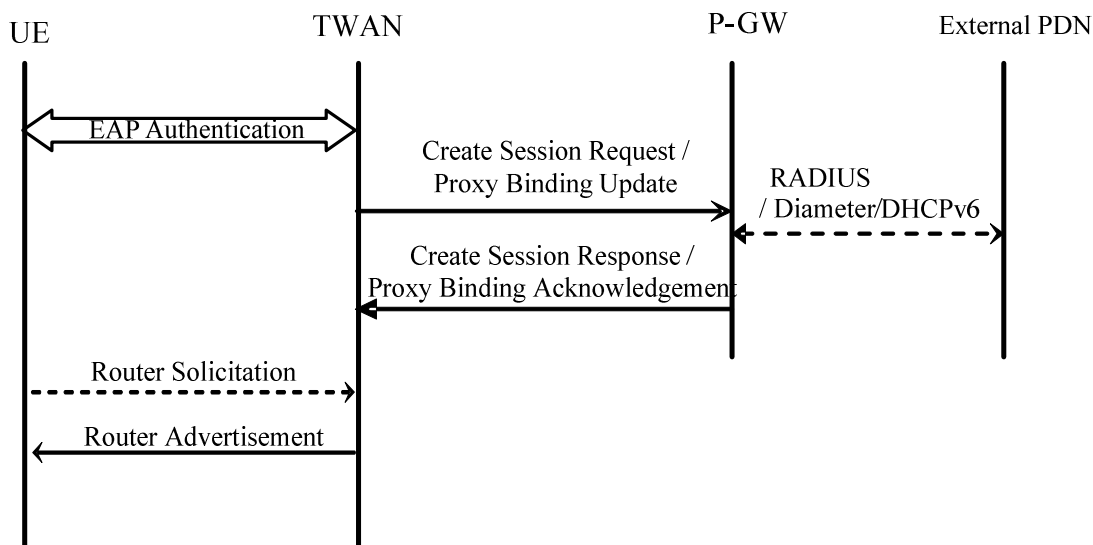 UE
TWAN
P-GW
External PDN
EAP Authentication
Create Session Request /
Proxy Binding Update
RADIUS
/ Diameter/DHCPv6
Create Session Response /
Proxy Binding Acknowledgement
Router Solicitation
Router Advertisement